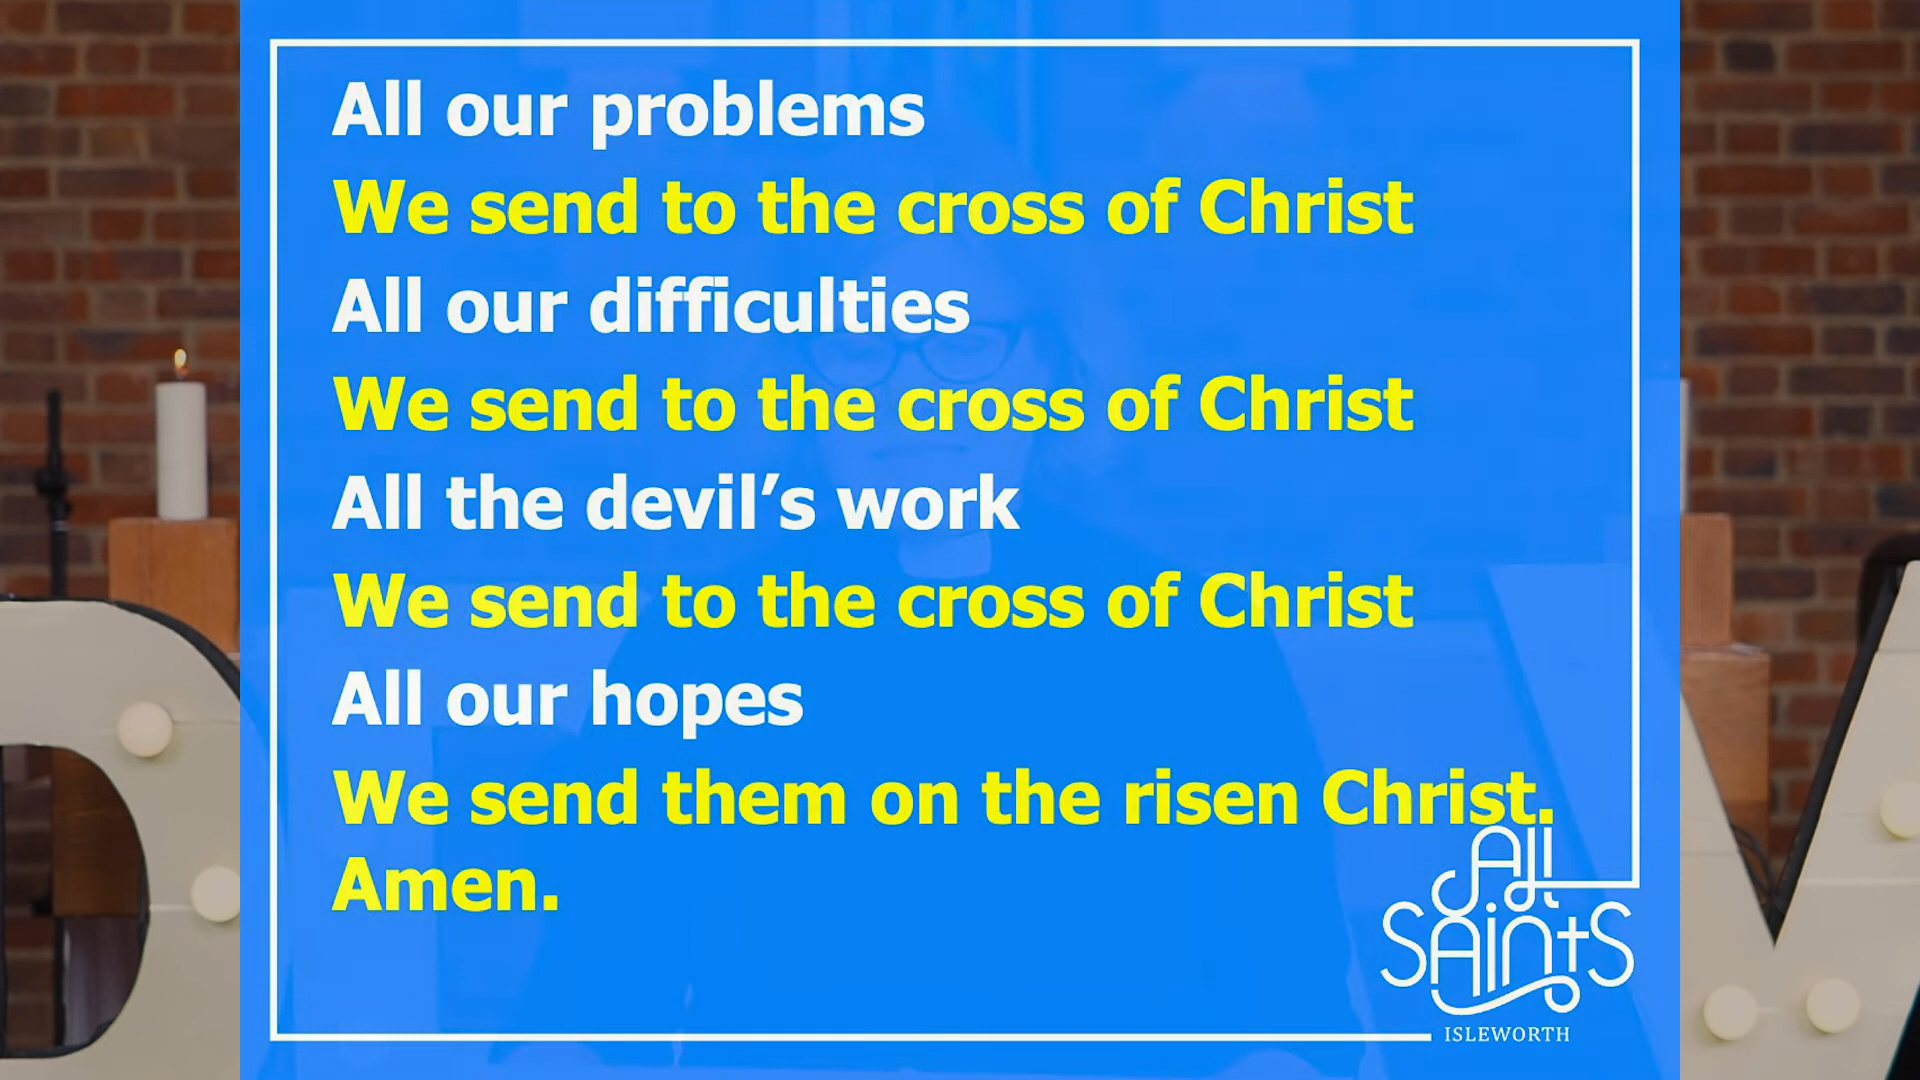 All our problems
We send to the cross of Christ
All our difficulties
We send to the cross of Christ
All the devil’s work
We send to the cross of Christ
All our hopes
We send them on the risen Christ.
Amen.
All
SAintS
ISLEWORTH
D